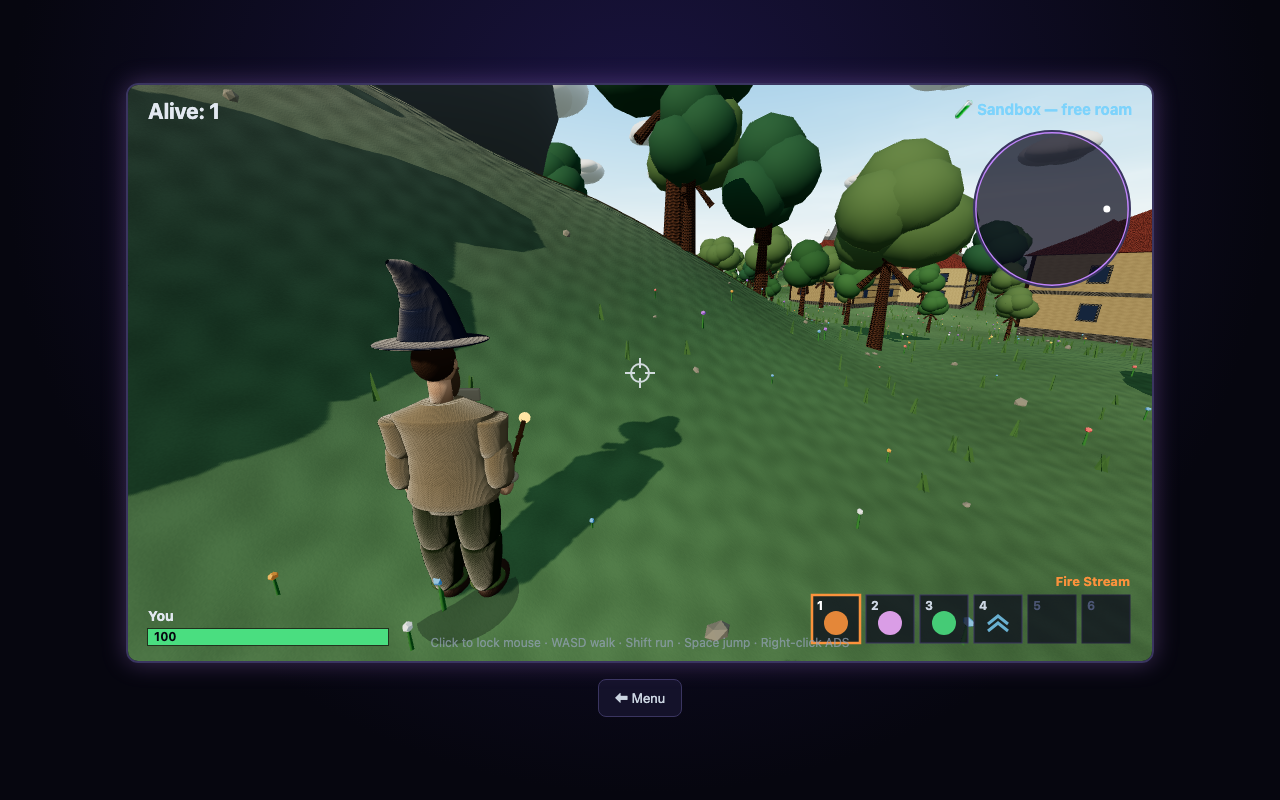 Alive: 1
Sandbox — free roam
Fire Stream
1 2 3 4 5 6
You
100
Click to lock mouse · WASD walk · Shift run · Space jump · Right-click ADS
Menu